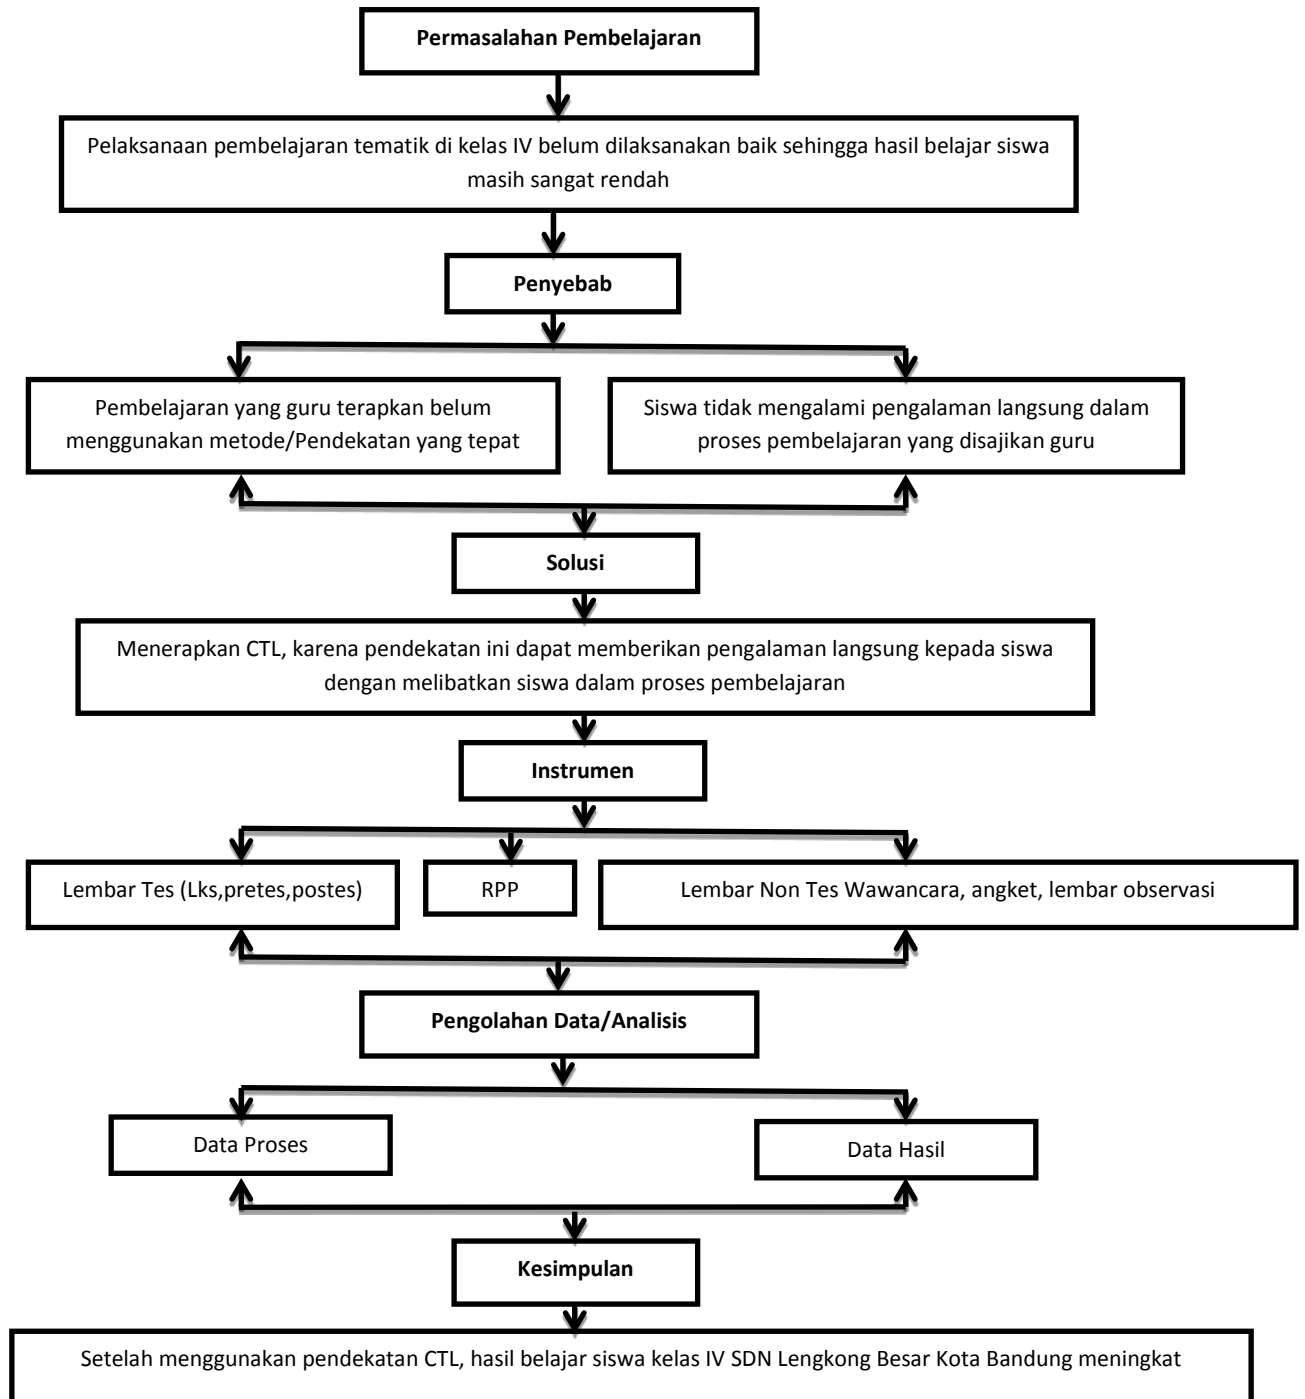 Permasalahan Pembelajaran
Pelaksanaan pembelajaran tematik di kelas IV belum dilaksanakan baik sehingga hasil belajar siswa
masih sangat rendah
Penyebab
Pembelajaran yang guru terapkan belum
menggunakan metode/Pendekatan yang tepat
Siswa tidak mengalami pengalaman langsung dalam
proses pembelajaran yang disajikan guru
Solusi
Menerapkan CTL, karena pendekatan ini dapat memberikan pengalaman langsung kepada siswa
dengan melibatkan siswa dalam proses pembelajaran
Instrumen
Lembar Tes (Lks,pretes,postes)
RPP
Lembar Non Tes Wawancara, angket, lembar observasi
Pengolahan Data/Analisis
Data Proses
Data Hasil
Kesimpulan
Setelah menggunakan pendekatan CTL, hasil belajar siswa kelas IV SDN Lengkong Besar Kota Bandung meningkat